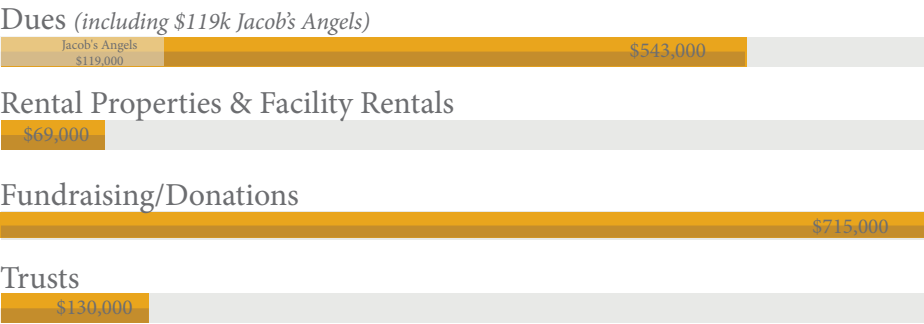 Dues (including $119k Jacob's Angels)
Jacob's Angels
$119,000
$543,000
Rental Properties & Facility Rentals
$69,000
Fundraising/Donations
$715,000
Trusts
$130,000